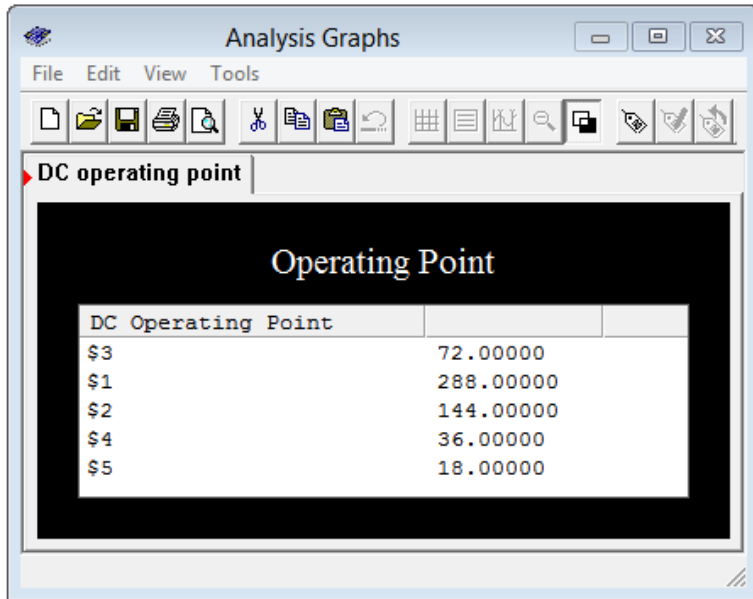 Analysis Graphs
File Edit View Tools
DC operating point
Operating Point
DC Operating Point
$3 72.00000
$1 288.00000
$2 144.00000
$4 36.00000
$5 18.00000